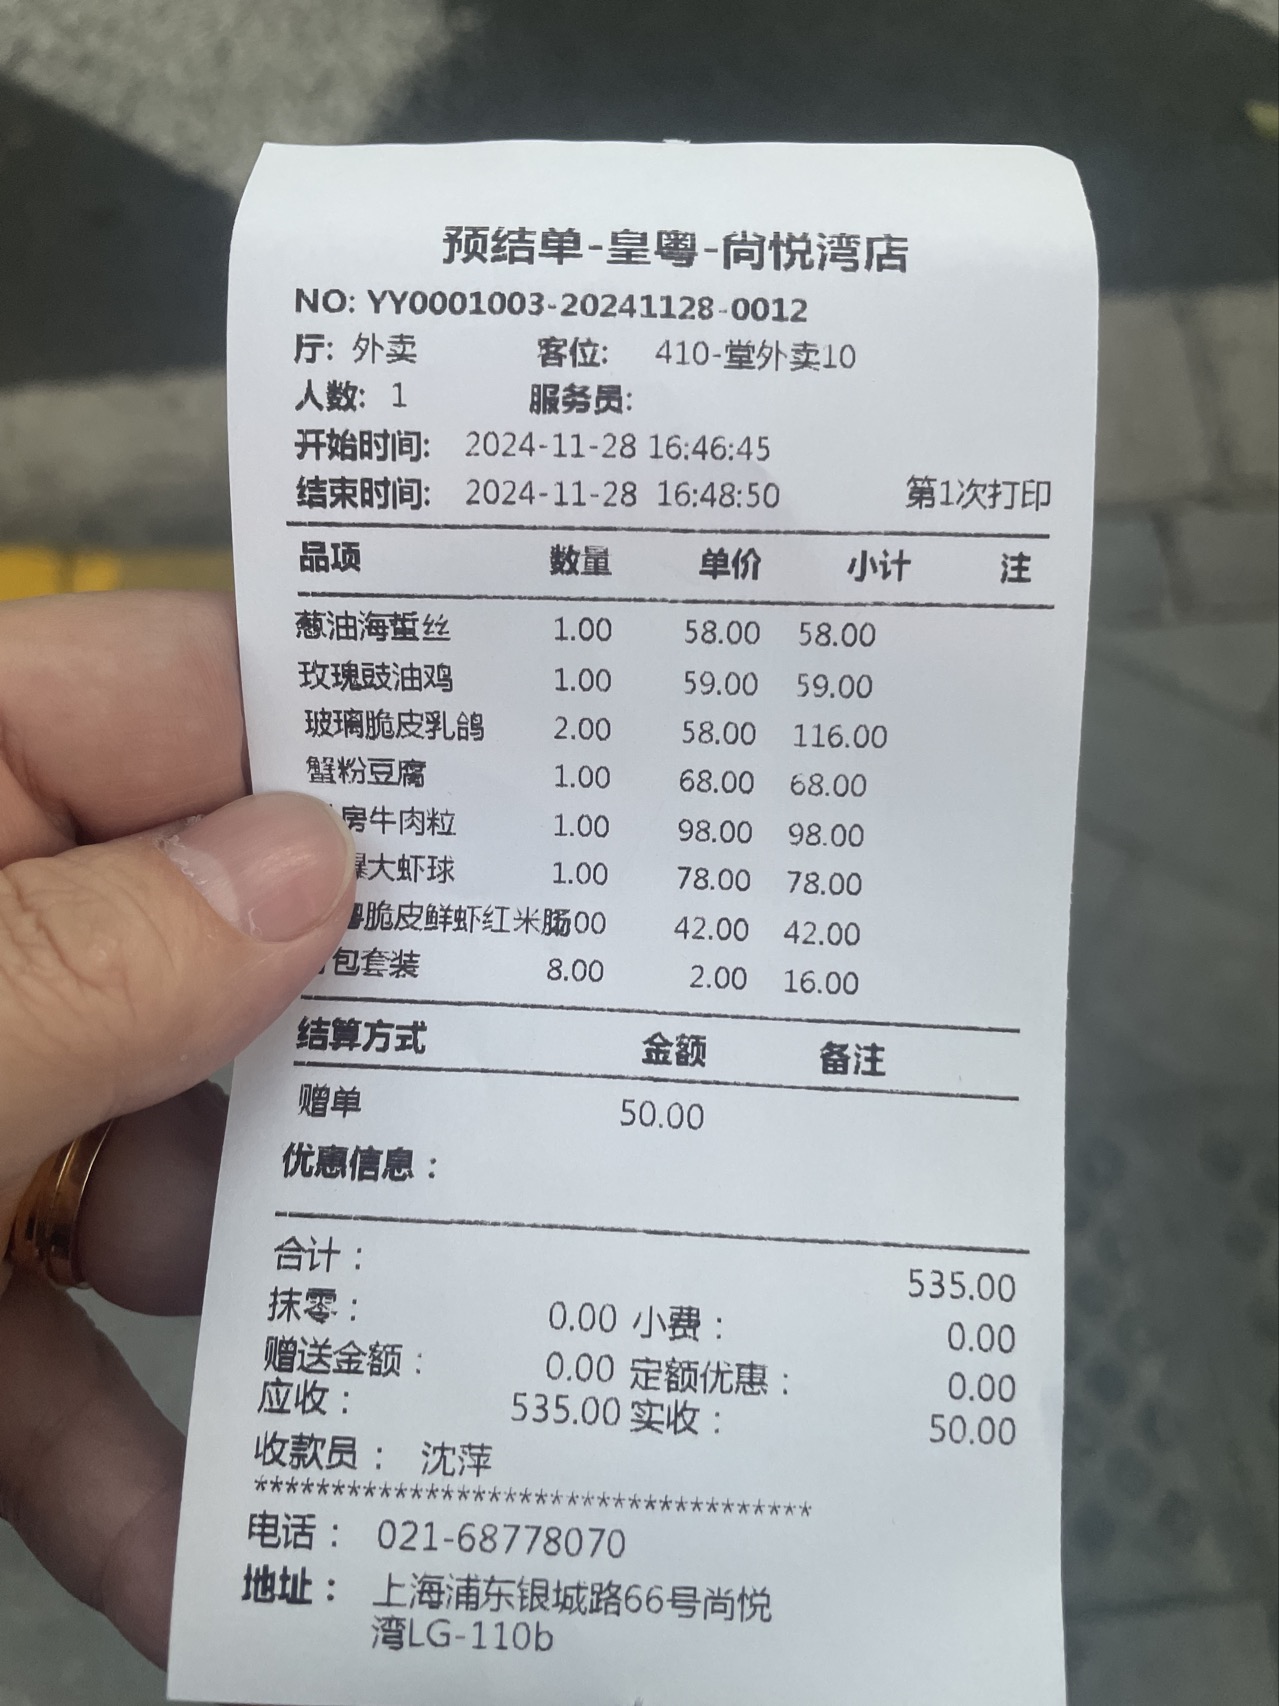 预结单-皇粤-尚悦湾店
NO: YY0001003-20241128-0012
厅: 外卖 客位: 410-堂外卖10
人数: 1 服务员:
开始时间: 2024-11-28 16:46:45
结束时间: 2024-11-28 16:48:50 第1次打印
品项 数量 单价 小计 注
葱油海蜇丝 1.00 58.00 58.00
玫瑰豉油鸡 1.00 59.00 59.00
玻璃脆皮乳鸽 2.00 58.00 116.00
蟹粉豆腐 1.00 68.00 68.00
房牛肉粒 1.00 98.00 98.00
爆大虾球 1.00 78.00 78.00
粤脆皮鲜虾红米肠 00 42.00 42.00
包套装 8.00 2.00 16.00
结算方式 金额 备注
赠单 50.00
优惠信息：
合计： 535.00
抹零： 0.00 小费： 0.00
赠送金额： 0.00 定额优惠： 0.00
应收： 535.00 实收： 50.00
收款员： 沈萍
************************************
电话： 021-68778070
地址： 上海浦东银城路66号尚悦
湾LG-110b